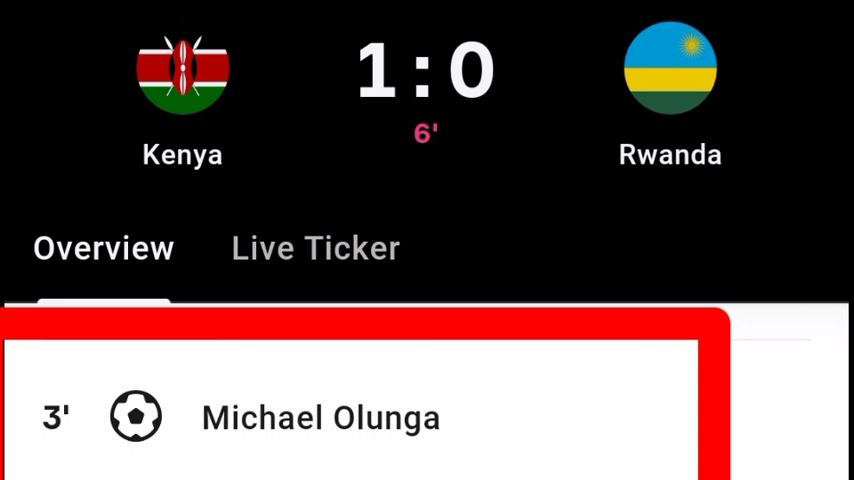 1 : 0
6'
Kenya
Rwanda
Overview Live Ticker
3' Michael Olunga